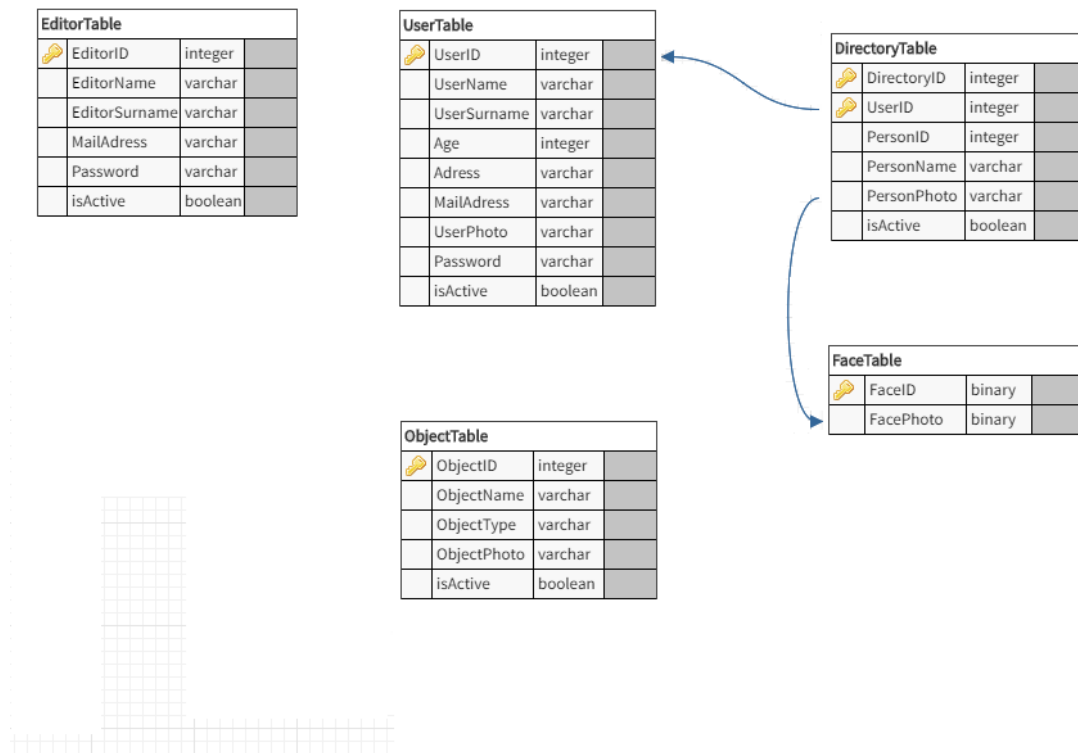 EditorTable
EditorID integer
EditorName varchar
EditorSurname varchar
MailAdress varchar
Password varchar
isActive boolean
UserTable
UserID integer
UserName varchar
UserSurname varchar
Age integer
Adress varchar
MailAdress varchar
UserPhoto varchar
Password varchar
isActive boolean
DirectoryTable
DirectoryID integer
UserID integer
PersonID integer
PersonName varchar
PersonPhoto varchar
isActive boolean
FaceTable
FaceID binary
FacePhoto binary
ObjectTable
ObjectID integer
ObjectName varchar
ObjectType varchar
ObjectPhoto varchar
isActive boolean